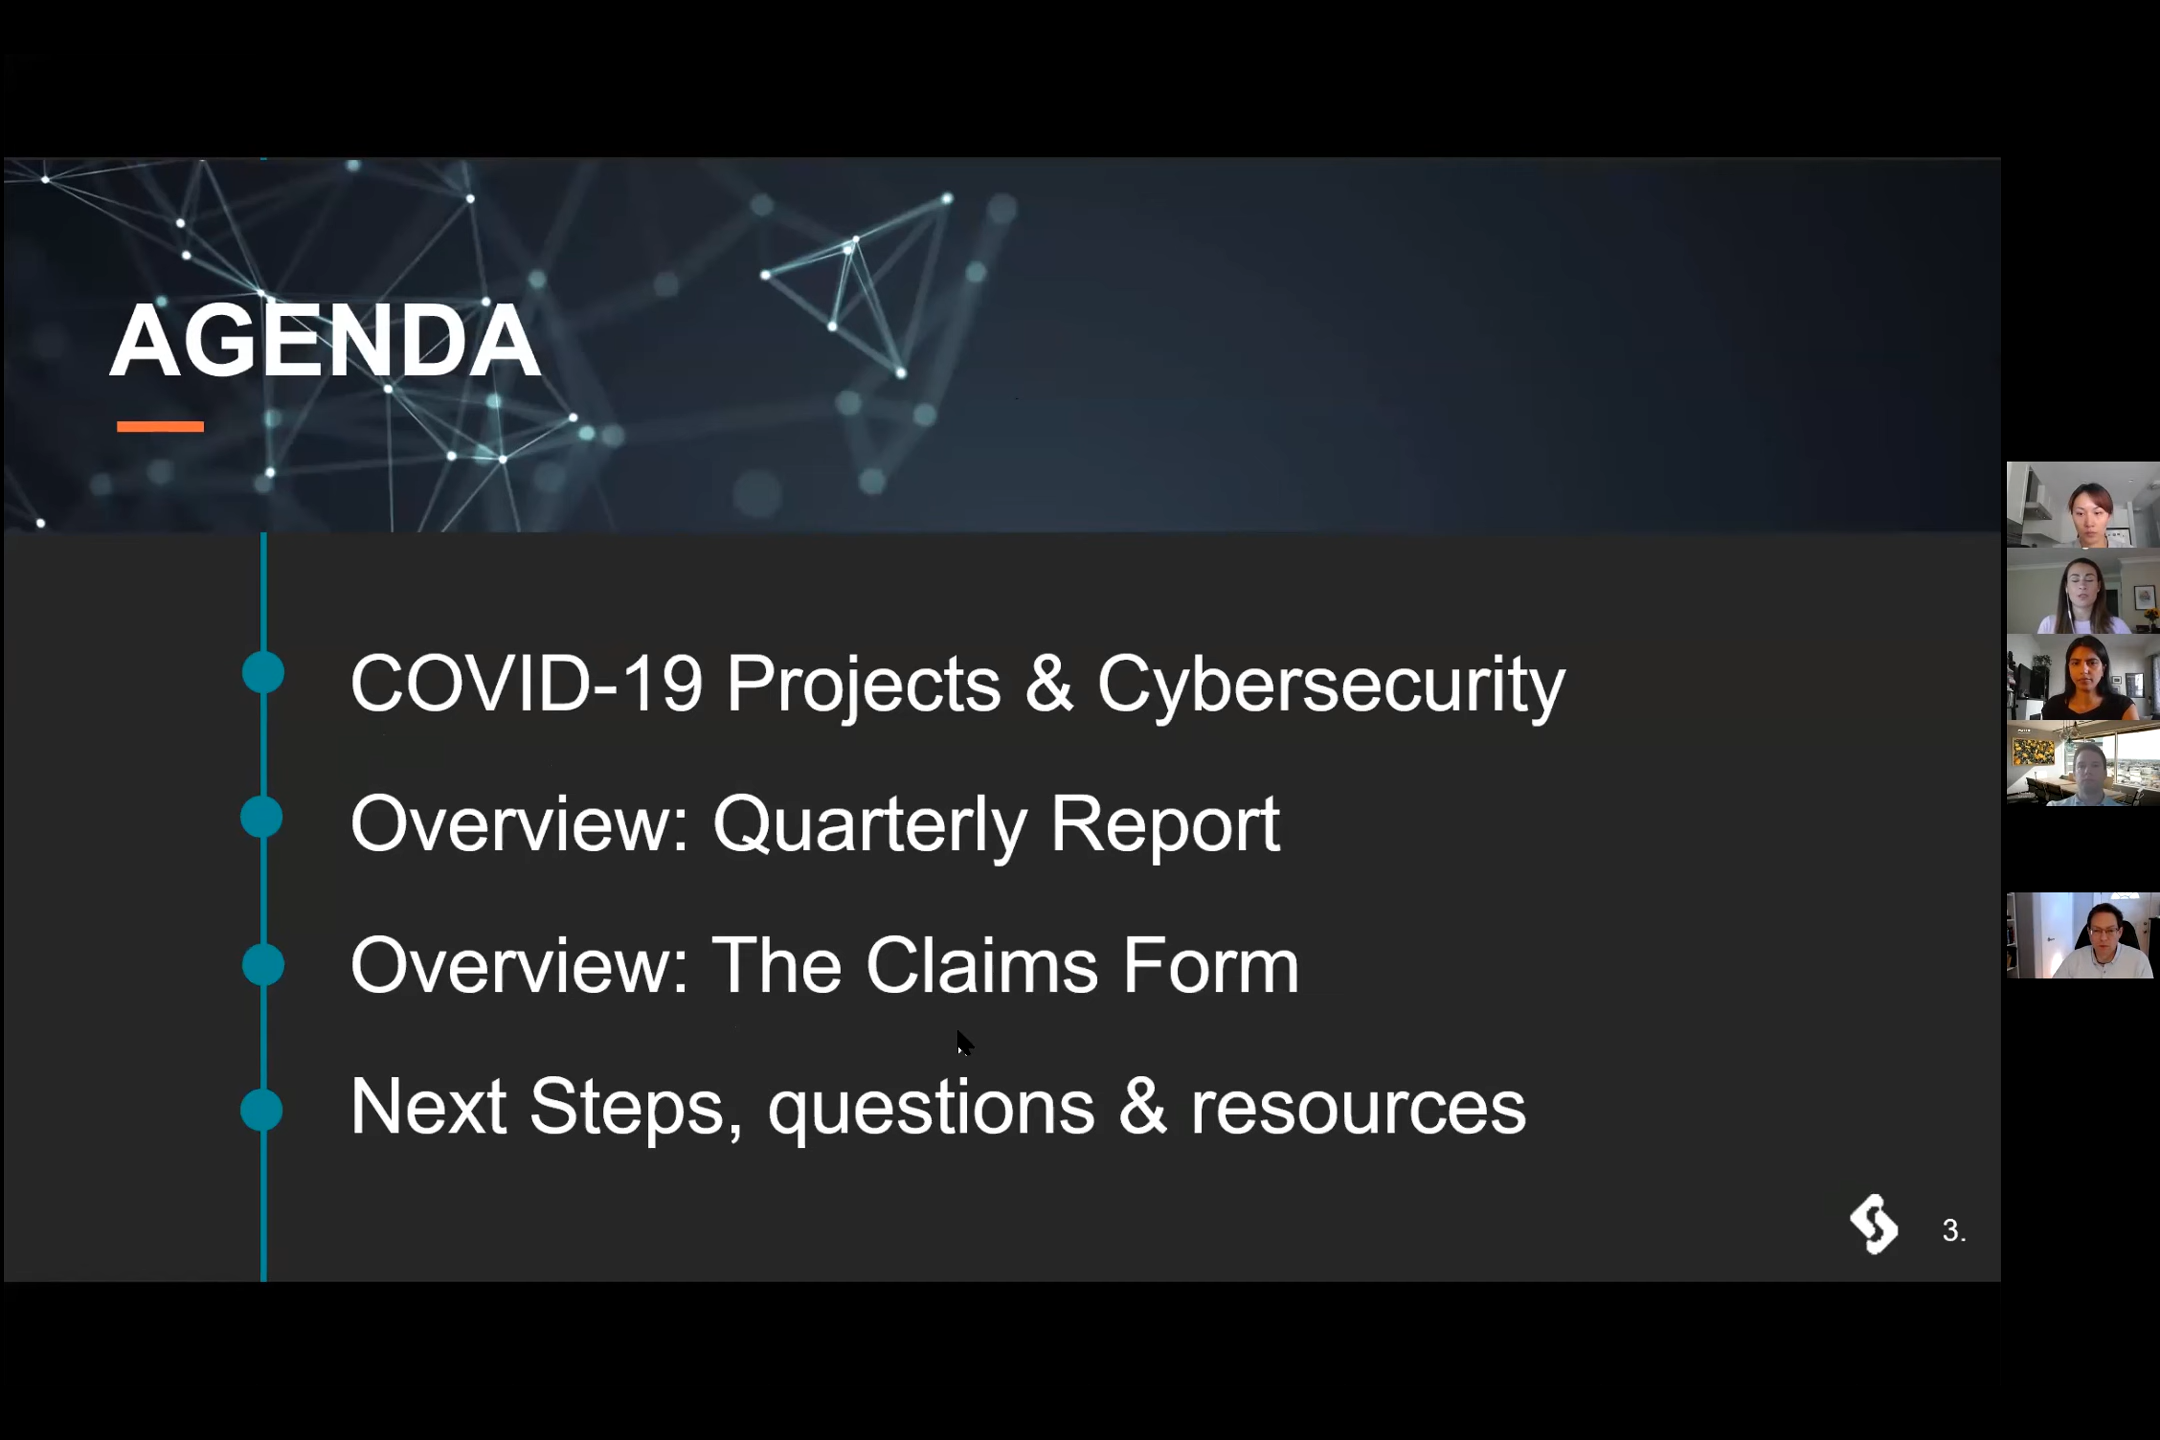 AGENDA
COVID-19 Projects & Cybersecurity
Overview: Quarterly Report
Overview: The Claims Form
Next Steps, questions & resources
3.